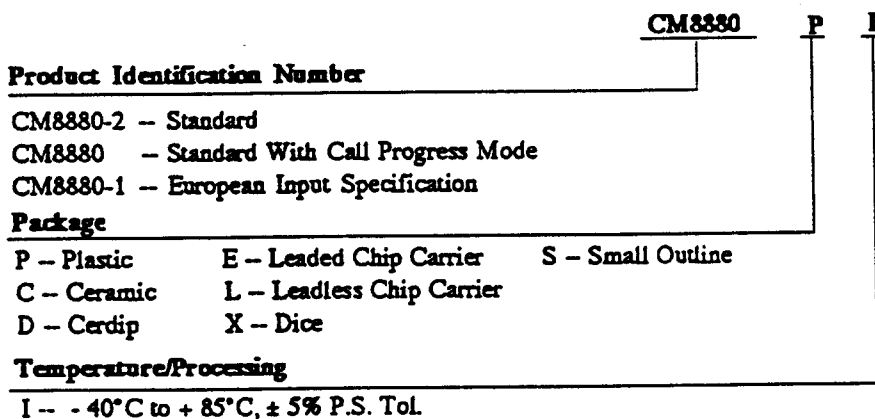 CM8880 P I
Product Identification Number
CM8880-2 -- Standard
CM8880 -- Standard With Call Progress Mode
CM8880-1 -- European Input Specification
Package
P -- Plastic E -- Leaded Chip Carrier S -- Small Outline
C -- Ceramic L -- Leadless Chip Carrier
D -- Cerdip X -- Dice
Temperature/Processing
I -- - 40°C to + 85°C, ± 5% P.S. Tol.